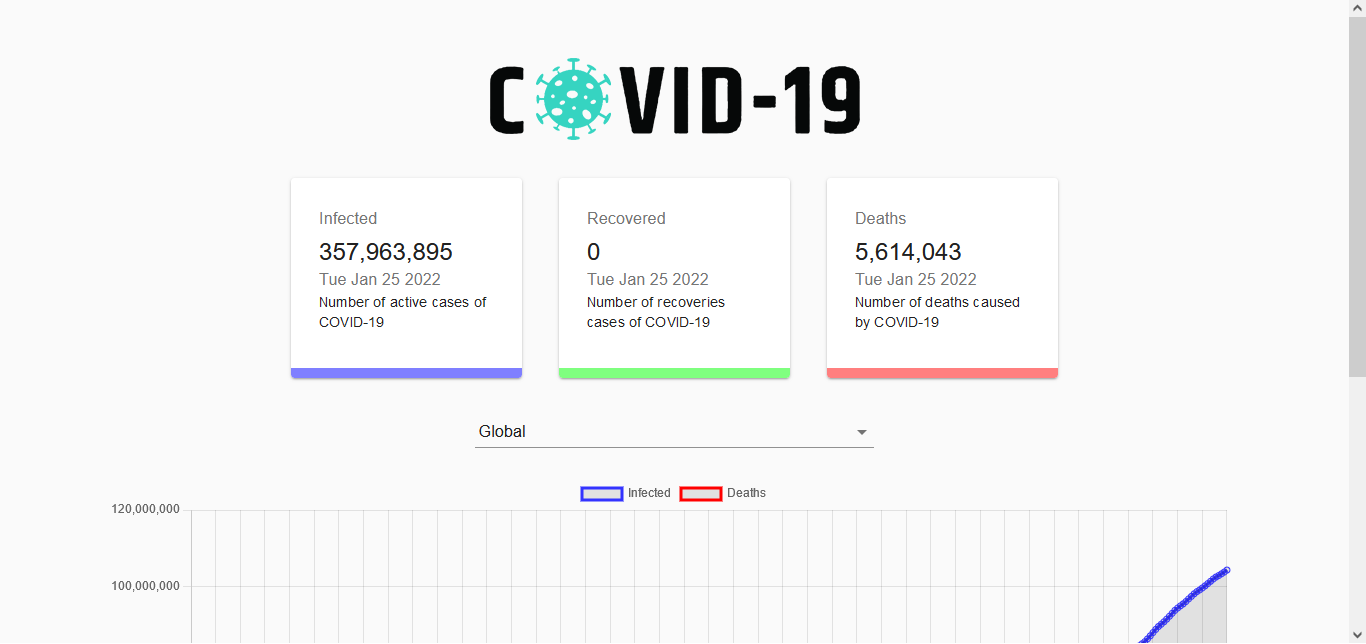 COVID-19
Infected
357,963,895
Tue Jan 25 2022
Number of active cases of
COVID-19
Recovered
0
Tue Jan 25 2022
Number of recoveries
cases of COVID-19
Deaths
5,614,043
Tue Jan 25 2022
Number of deaths caused
by COVID-19
Global
Infected Deaths
120,000,000
100,000,000